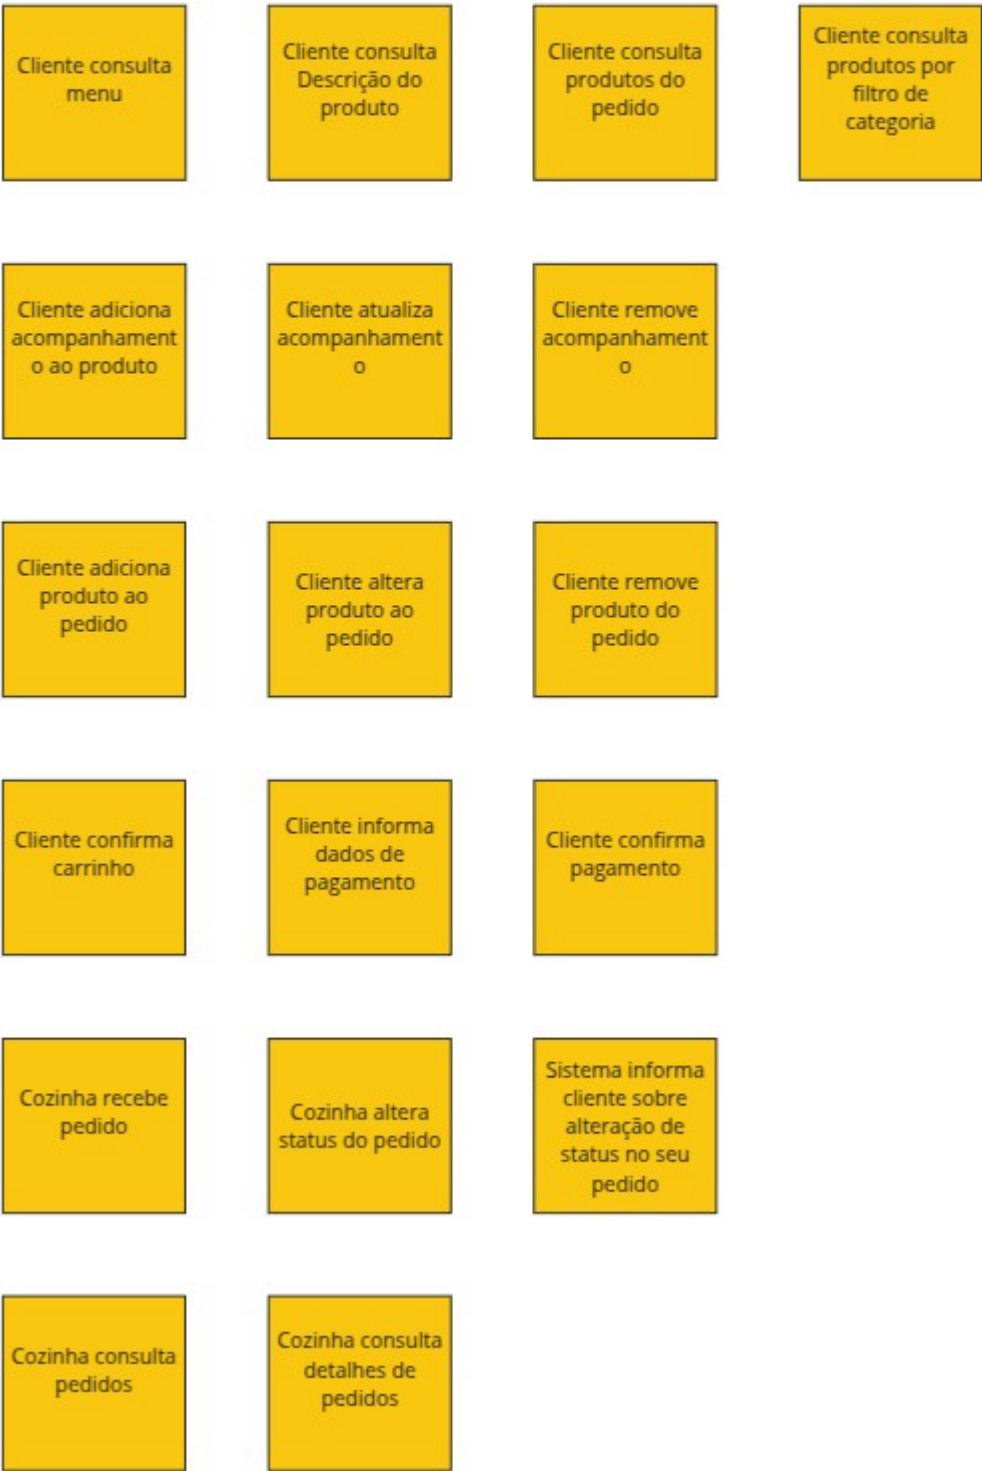 Cliente consulta
menu
Cliente consulta
Descrição do
produto
Cliente consulta
produtos do
pedido
Cliente consulta
produtos por
filtro de
categoria
Cliente adiciona
acompanhament
o ao produto
Cliente atualiza
acompanhament
o
Cliente remove
acompanhament
o
Cliente adiciona
produto ao
pedido
Cliente altera
produto ao
pedido
Cliente remove
produto do
pedido
Cliente confirma
carrinho
Cliente informa
dados de
pagamento
Cliente confirma
pagamento
Cozinha recebe
pedido
Cozinha altera
status do pedido
Sistema informa
cliente sobre
alteração de
status no seu
pedido
Cozinha consulta
pedidos
Cozinha consulta
detalhes de
pedidos